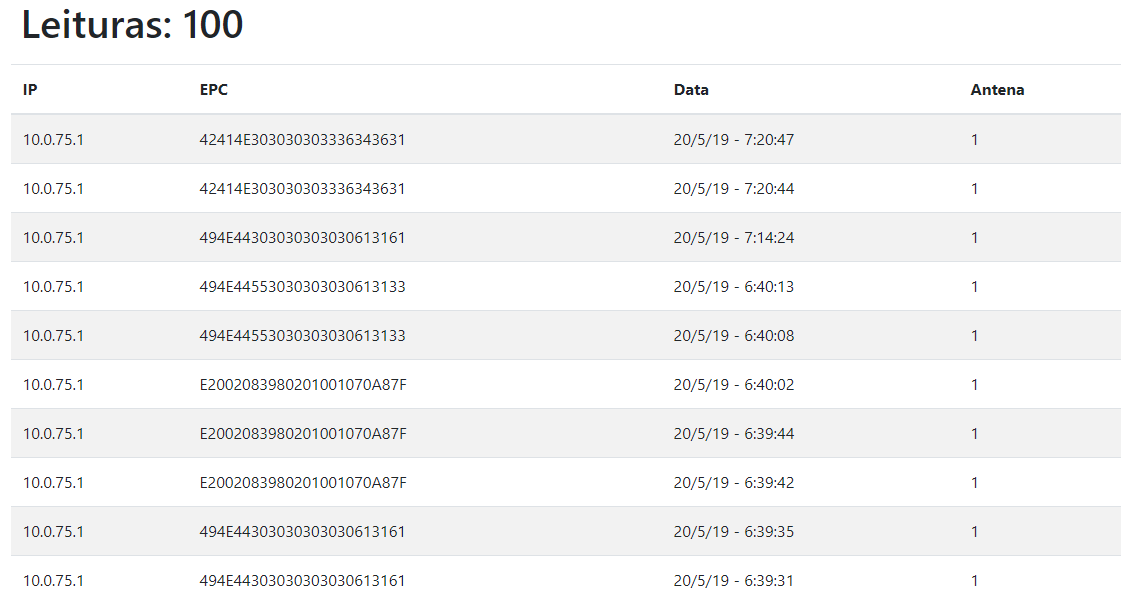 Leituras: 100
IP EPC Data Antena
10.0.75.1 42414E303030303336343631 20/5/19 - 7:20:47 1
10.0.75.1 42414E303030303336343631 20/5/19 - 7:20:44 1
10.0.75.1 494E44303030303030613161 20/5/19 - 7:14:24 1
10.0.75.1 494E44553030303030613133 20/5/19 - 6:40:13 1
10.0.75.1 494E44553030303030613133 20/5/19 - 6:40:08 1
10.0.75.1 E2002083980201001070A87F 20/5/19 - 6:40:02 1
10.0.75.1 E2002083980201001070A87F 20/5/19 - 6:39:44 1
10.0.75.1 E2002083980201001070A87F 20/5/19 - 6:39:42 1
10.0.75.1 494E44303030303030613161 20/5/19 - 6:39:35 1
10.0.75.1 494E44303030303030613161 20/5/19 - 6:39:31 1